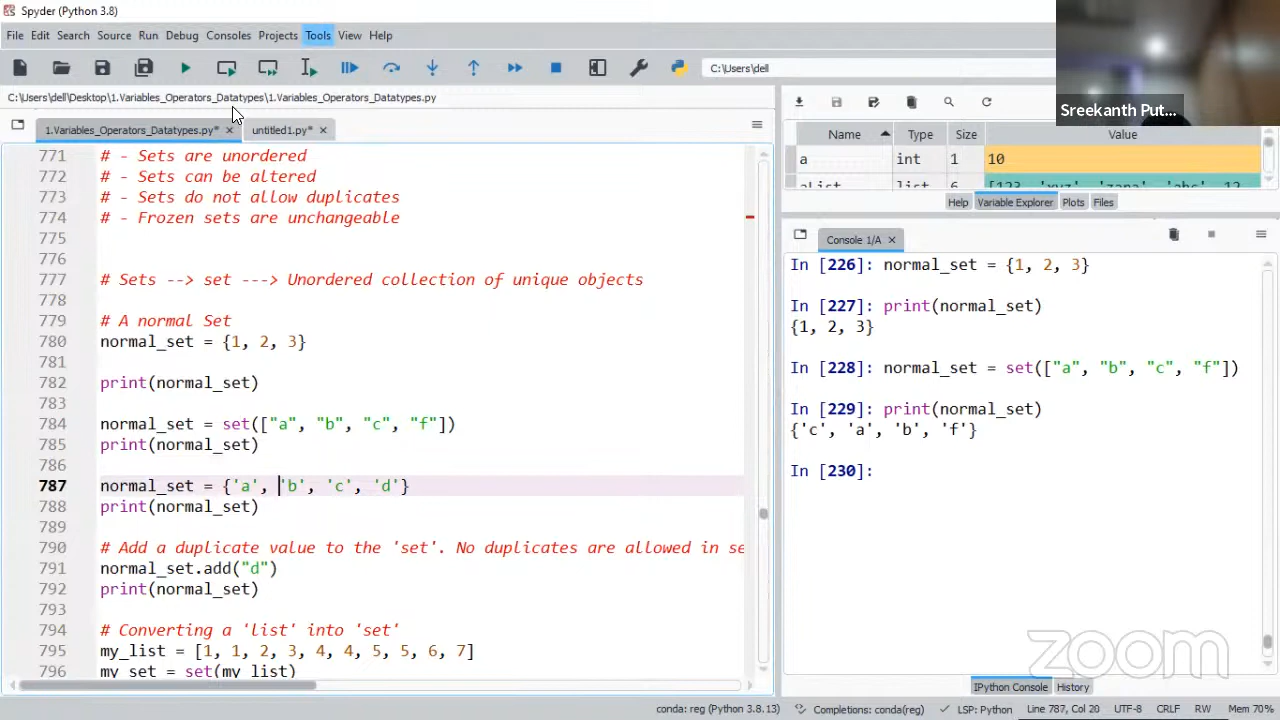 Spyder (Python 3.8)
File Edit Search Source Run Debug Consoles Projects Tools View Help
C:\Users\dell
C:\Users\dell\Desktop\1.Variables_Operators_Datatypes\1.Variables_Operators_Datatypes.py
Sreekanth Put...
1.Variables_Operators_Datatypes.py* untitled1.py*
771 # - Sets are unordered
772 # - Sets can be altered
773 # - Sets do not allow duplicates
774 # - Frozen sets are unchangeable
775
776
777 # Sets --> set ---> Unordered collection of unique objects
778
779 # A normal Set
780 normal_set = {1, 2, 3}
781
782 print(normal_set)
783
784 normal_set = set(["a", "b", "c", "f"])
785 print(normal_set)
786
787 normal_set = {'a', 'b', 'c', 'd'}
788 print(normal_set)
789
790 # Add a duplicate value to the 'set'. No duplicates are allowed in se
791 normal_set.add("d")
792 print(normal_set)
793
794 # Converting a 'list' into 'set'
795 my_list = [1, 1, 2, 3, 4, 4, 5, 5, 6, 7]
796 my_set = set(my_list)
Name Type Size Value
a int 1 10
aList list 6 [123, 'xyz', 'zara', 'abc', 12
Help Variable Explorer Plots Files
Console 1/A
In [226]: normal_set = {1, 2, 3}
In [227]: print(normal_set)
{1, 2, 3}
In [228]: normal_set = set(["a", "b", "c", "f"])
In [229]: print(normal_set)
{'c', 'a', 'b', 'f'}
In [230]:
zoom
IPython Console History
conda: reg (Python 3.8.13) Completions: conda(reg) LSP: Python Line 787, Col 20 UTF-8 CRLF RW Mem 70%